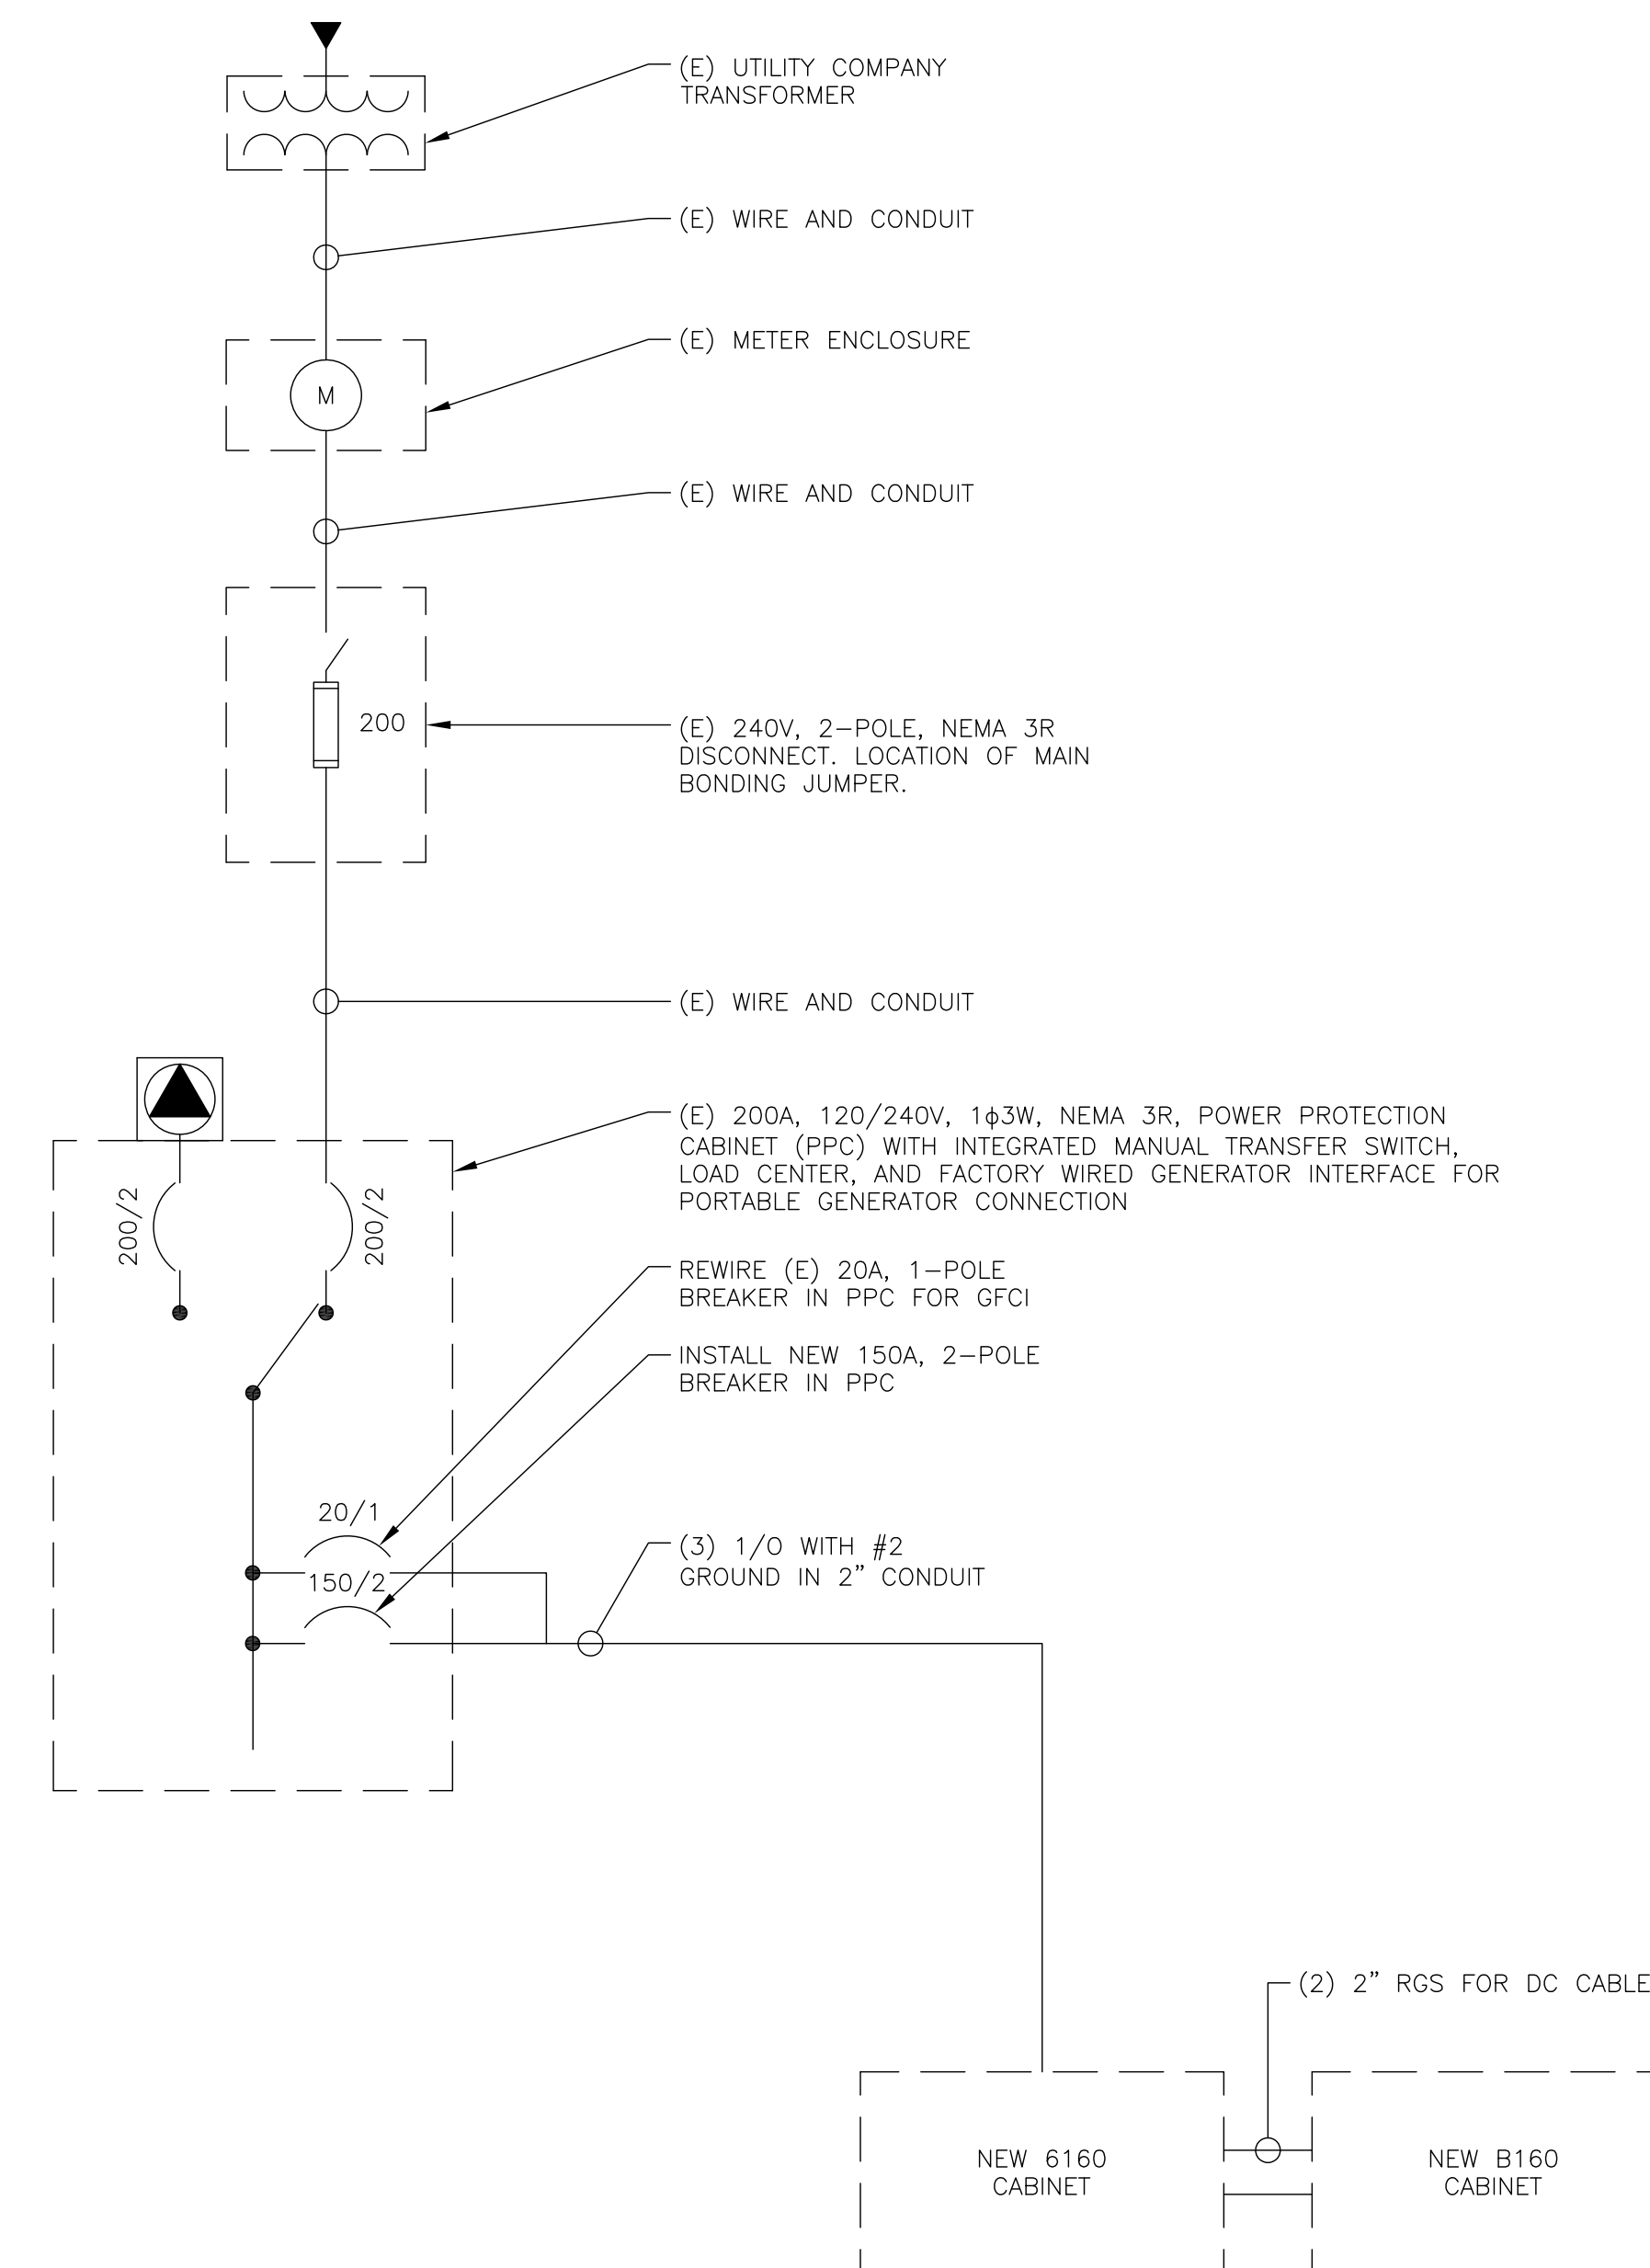 (E) UTILITY COMPANY
TRANSFORMER
(E) WIRE AND CONDUIT
(E) METER ENCLOSURE
M
(E) WIRE AND CONDUIT
200
(E) 240V, 2-POLE, NEMA 3R
DISCONNECT. LOCATION OF MAIN
BONDING JUMPER.
(E) WIRE AND CONDUIT
(E) 200A, 120/240V, 1ϕ3W, NEMA 3R, POWER PROTECTION
CABINET (PPC) WITH INTEGRATED MANUAL TRANSFER SWITCH,
LOAD CENTER, AND FACTORY WIRED GENERATOR INTERFACE FOR
PORTABLE GENERATOR CONNECTION
200/2
200/2
REWIRE (E) 20A, 1-POLE
BREAKER IN PPC FOR GFCI
INSTALL NEW 150A, 2-POLE
BREAKER IN PPC
20/1
150/2
(3) 1/O WITH #2
GROUND IN 2" CONDUIT
(2) 2" RGS FOR DC CABLE
NEW 6160
CABINET
NEW B160
CABINET